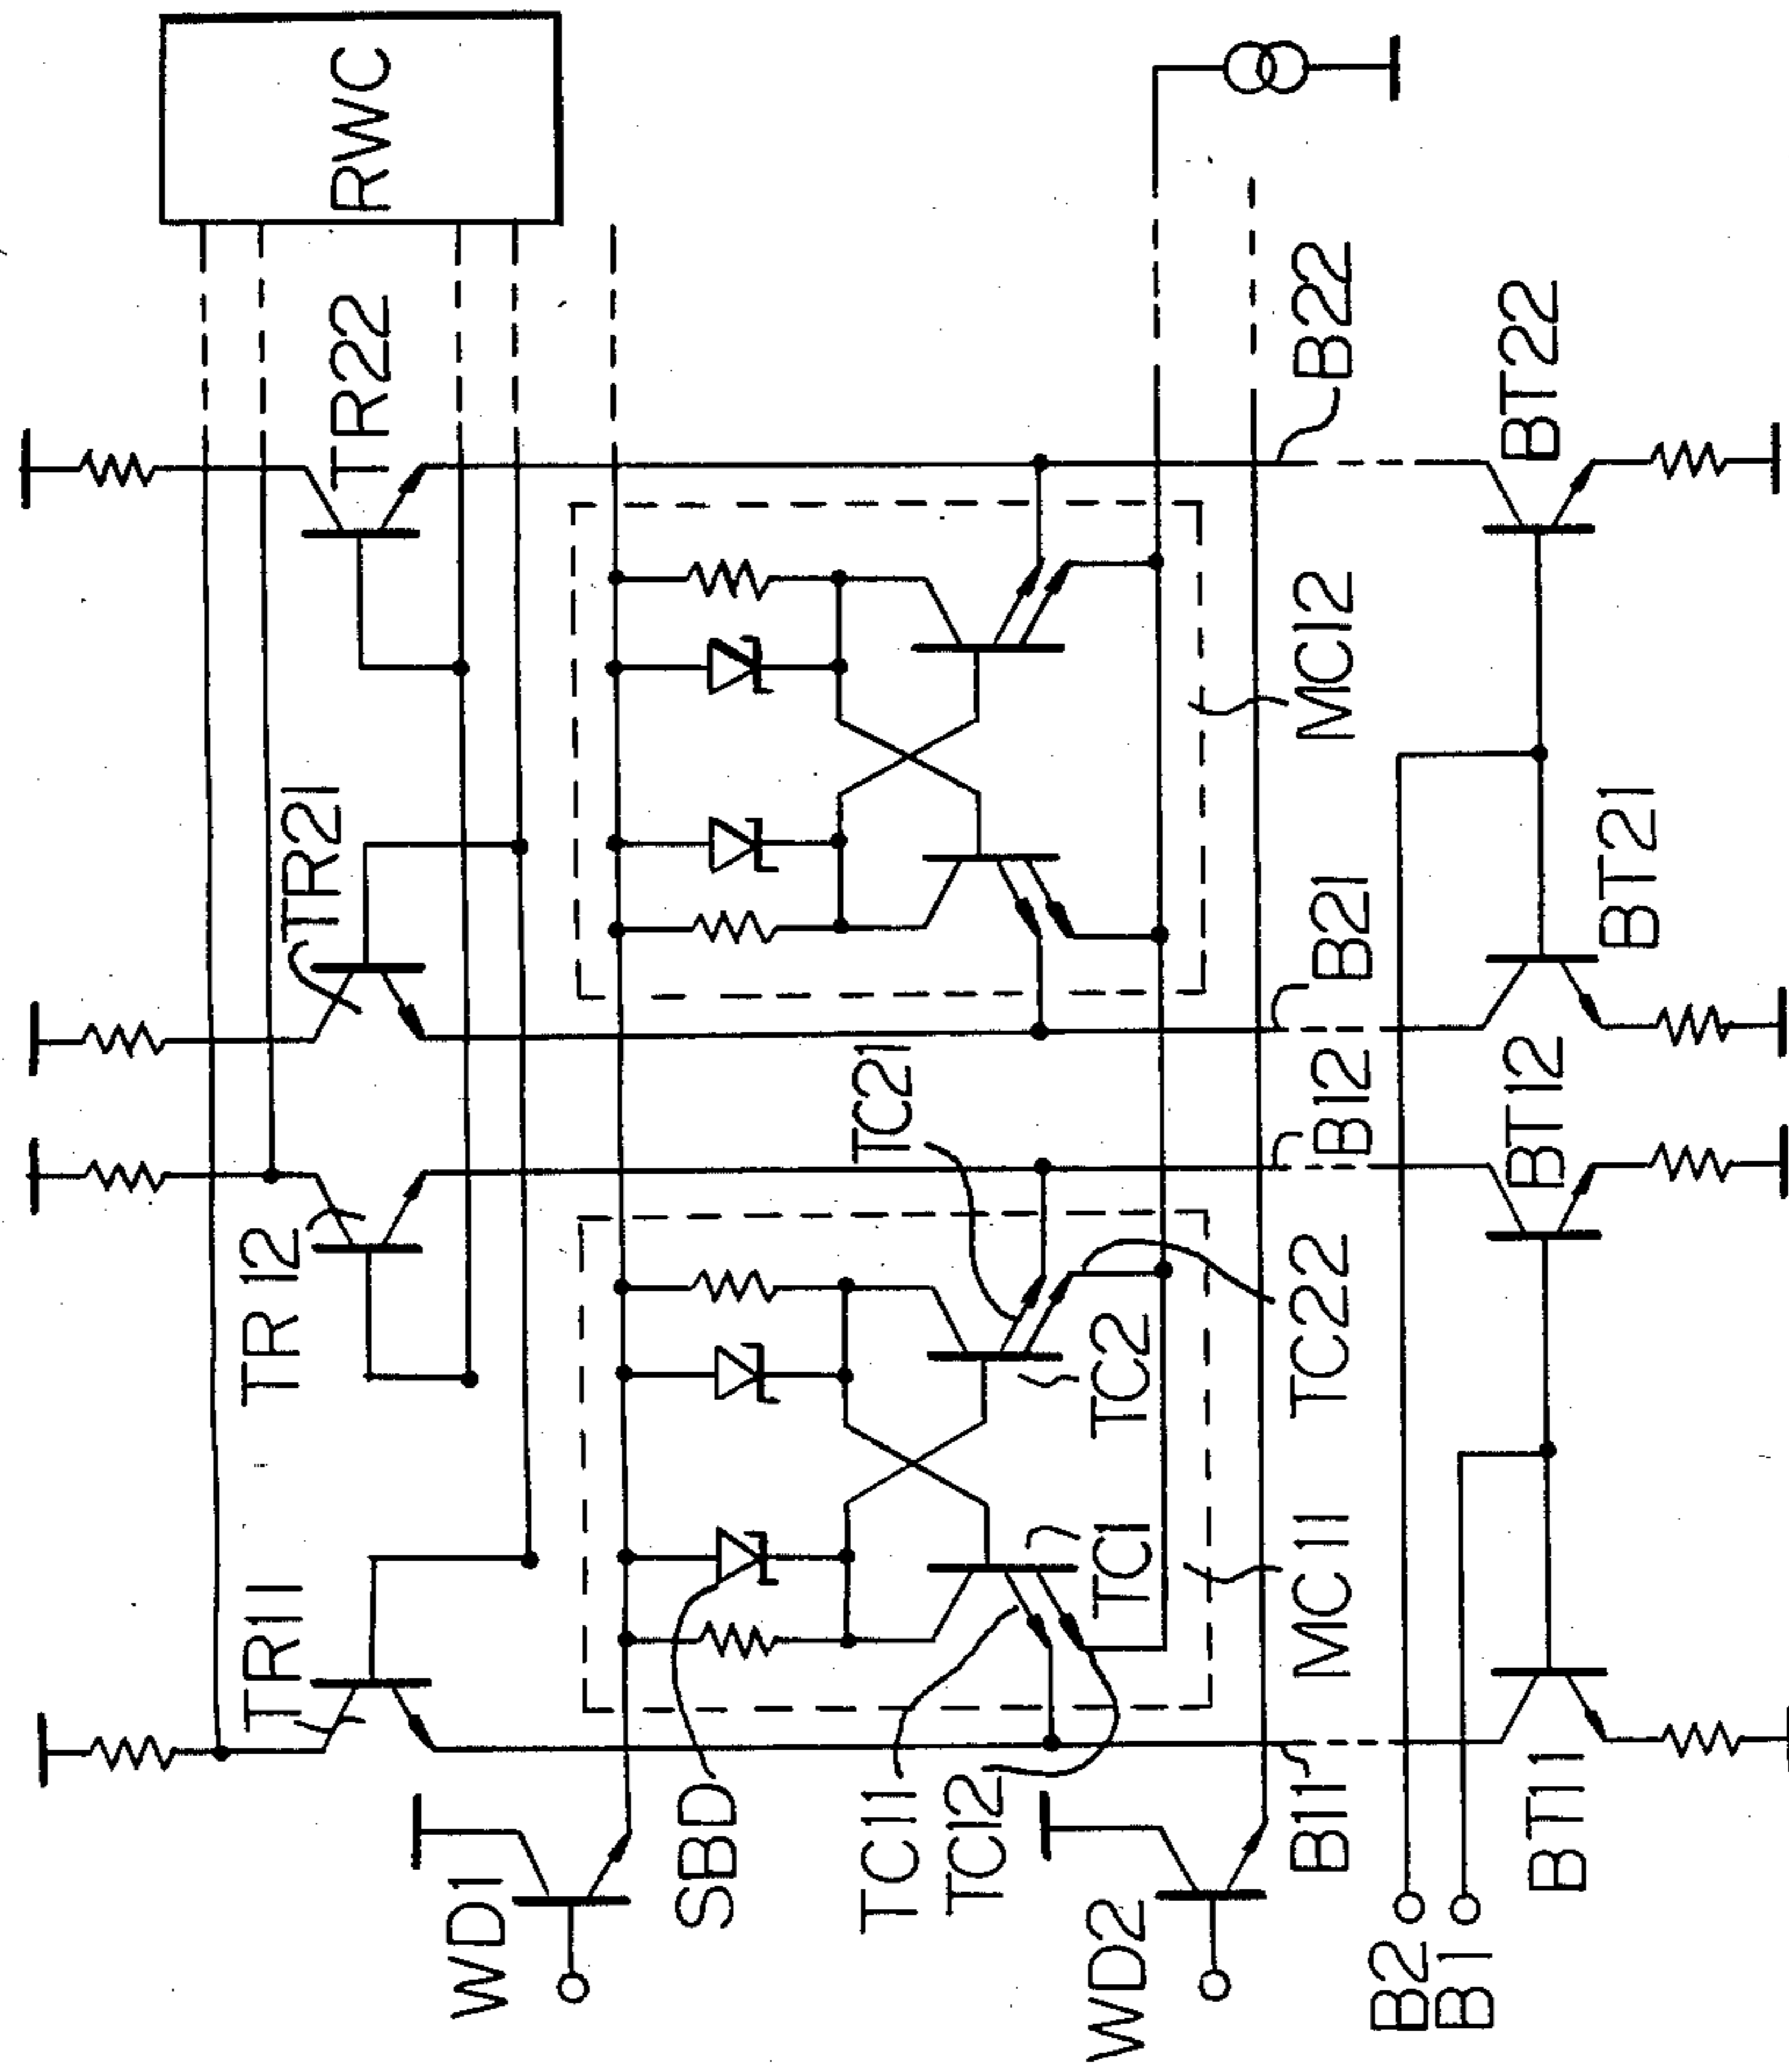 TR11
TR12
TR21
TR22
RWC
WD1
SBD
TC11
TC21
TC12
WD2
TC1
TC2
B11
MC11
TC22
B12
B21
MC12
B22
B2
B1
BT11
BT12
BT21
BT22